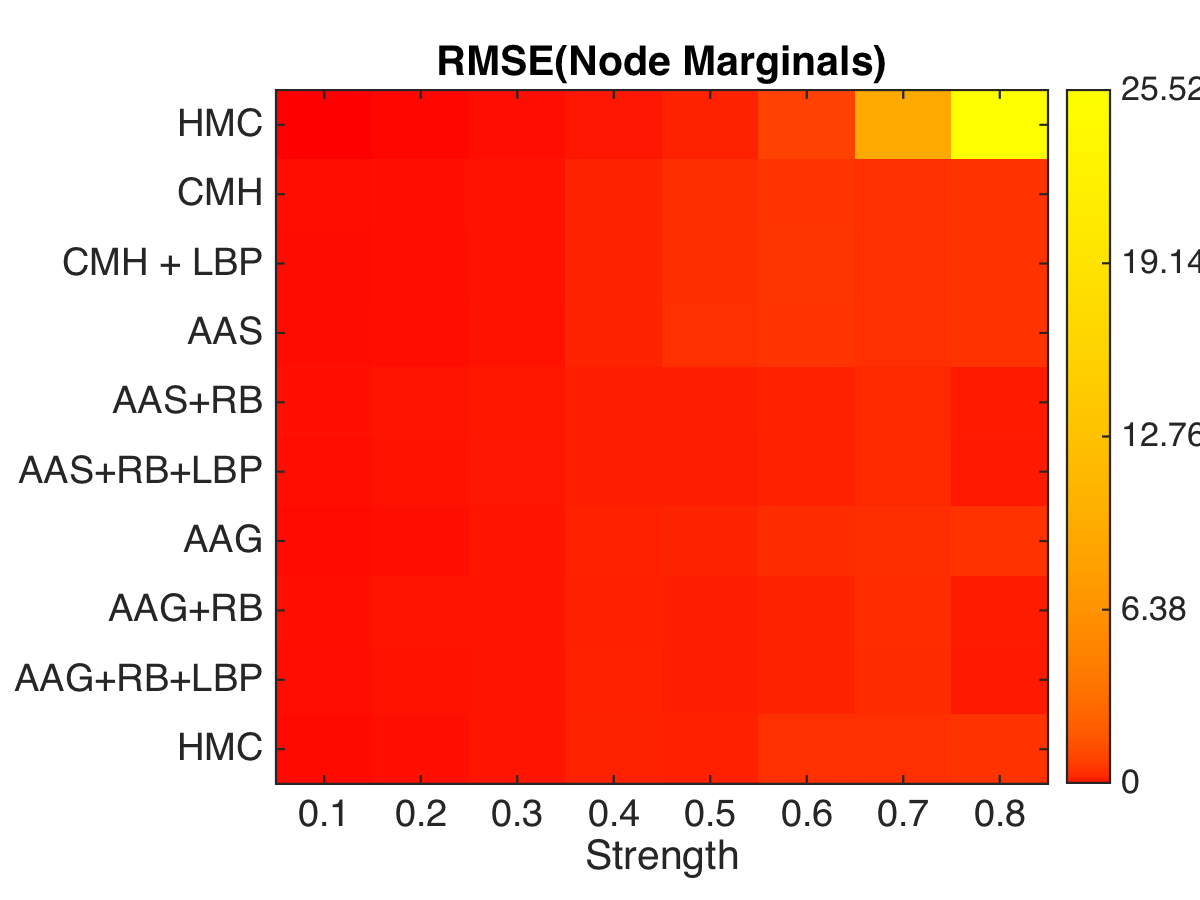 RMSE(Node Marginals)
HMC
CMH
CMH + LBP
AAS
AAS+RB
AAS+RB+LBP
AAG
AAG+RB
AAG+RB+LBP
HMC
0.1 0.2 0.3 0.4 0.5 0.6 0.7 0.8
Strength
25.52
19.14
12.76
6.38
0